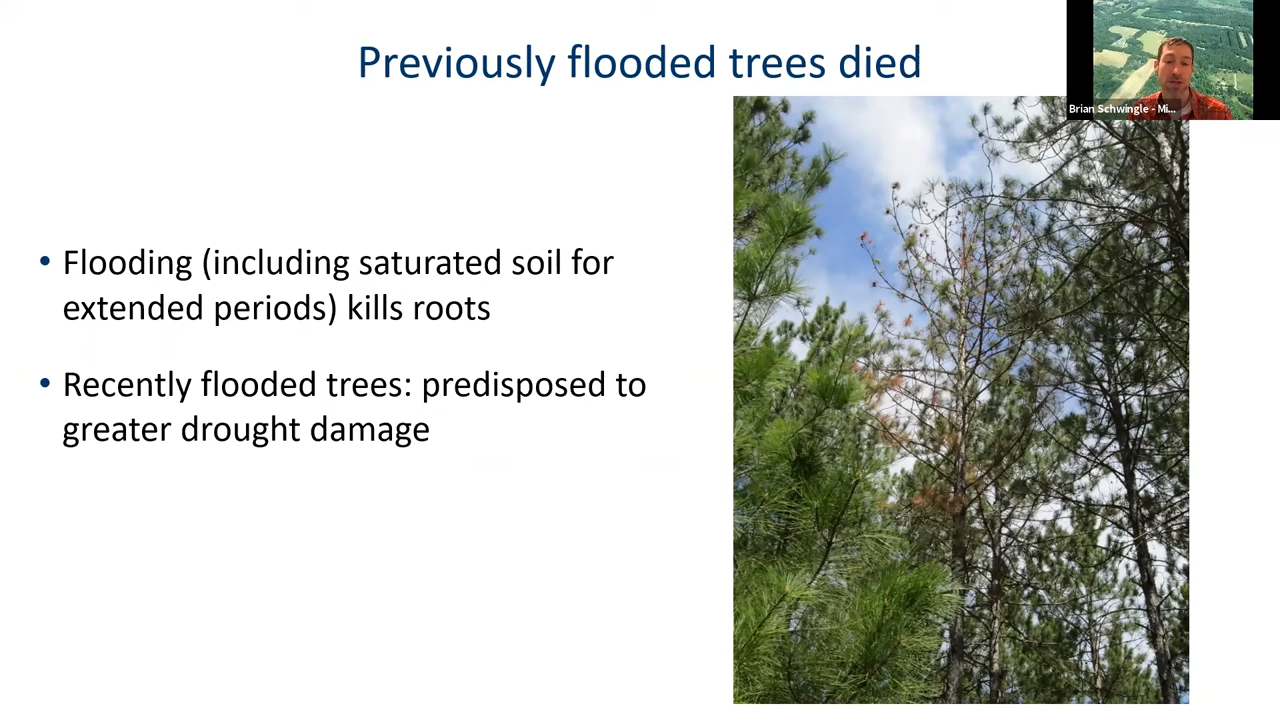 Previously flooded trees died
Brian Schwingle - Mi...
• Flooding (including saturated soil for
extended periods) kills roots
• Recently flooded trees: predisposed to
greater drought damage